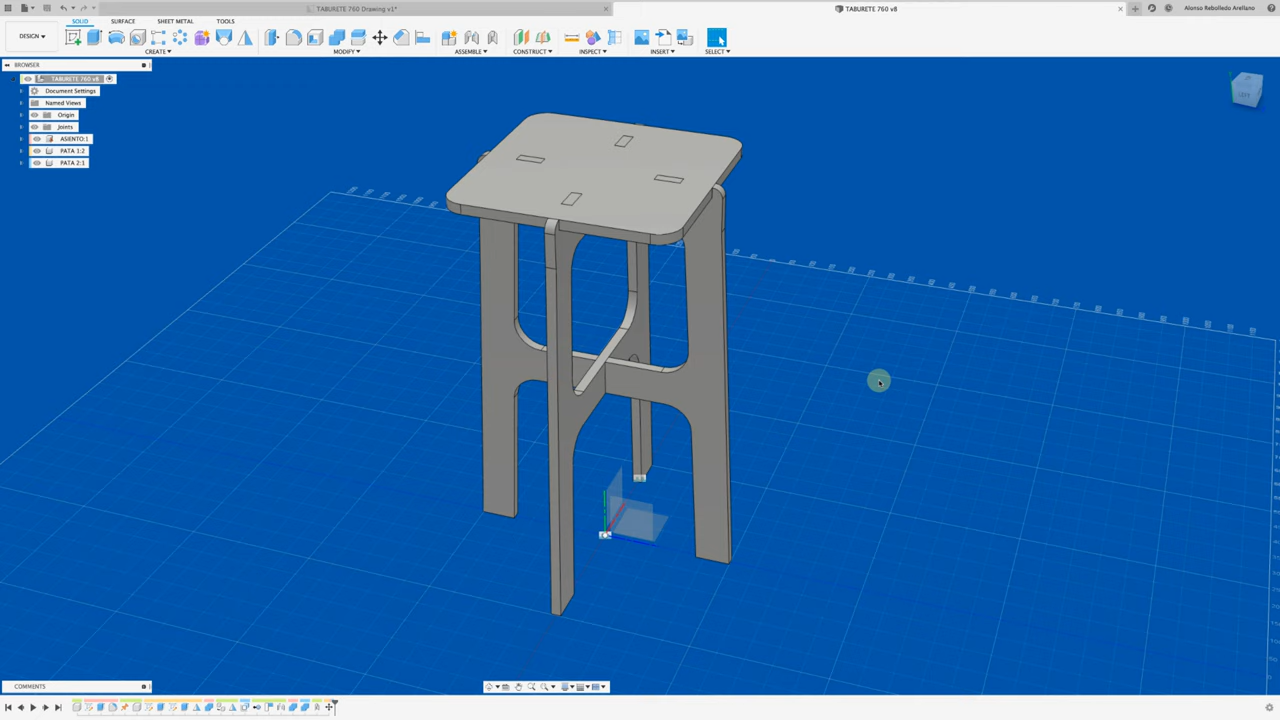 TABURETE 760 Drawing v1*
TABURETE 760 v8
Alonso Rebolledo Arellano
DESIGN
SOLID
SURFACE
SHEET METAL
TOOLS
CREATE
MODIFY
ASSEMBLE
CONSTRUCT
INSPECT
INSERT
SELECT
BROWSER
TABURETE 760 v8
Document Settings
Named Views
Origin
Joints
ASIENTO:1
PATA 1:2
PATA 2:1
COMMENTS